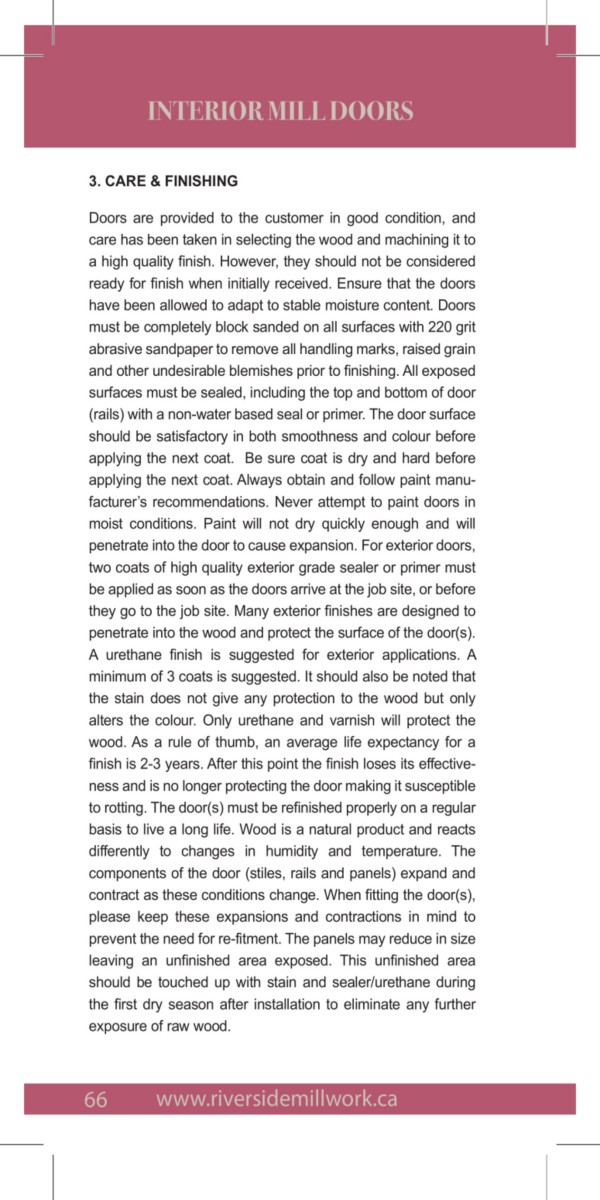 INTERIOR MILL DOORS
3. CARE & FINISHING
Doors are provided to the customer in good condition, and
care has been taken in selecting the wood and machining it to
a high quality finish. However, they should not be considered
ready for finish when initially received. Ensure that the doors
have been allowed to adapt to stable moisture content. Doors
must be completely block sanded on all surfaces with 220 grit
abrasive sandpaper to remove all handling marks, raised grain
and other undesirable blemishes prior to finishing. All exposed
surfaces must be sealed, including the top and bottom of door
(rails) with a non-water based seal or primer. The door surface
should be satisfactory in both smoothness and colour before
applying the next coat.  Be sure coat is dry and hard before
applying the next coat. Always obtain and follow paint manu-
facturer's recommendations. Never attempt to paint doors in
moist conditions. Paint will not dry quickly enough and will
penetrate into the door to cause expansion. For exterior doors,
two coats of high quality exterior grade sealer or primer must
be applied as soon as the doors arrive at the job site, or before
they go to the job site. Many exterior finishes are designed to
penetrate into the wood and protect the surface of the door(s).
A urethane finish is suggested for exterior applications. A
minimum of 3 coats is suggested. It should also be noted that
the stain does not give any protection to the wood but only
alters the colour. Only urethane and varnish will protect the
wood. As a rule of thumb, an average life expectancy for a
finish is 2-3 years. After this point the finish loses its effective-
ness and is no longer protecting the door making it susceptible
to rotting. The door(s) must be refinished properly on a regular
basis to live a long life. Wood is a natural product and reacts
differently to changes in humidity and temperature. The
components of the door (stiles, rails and panels) expand and
contract as these conditions change. When fitting the door(s),
please keep these expansions and contractions in mind to
prevent the need for re-fitment. The panels may reduce in size
leaving an unfinished area exposed. This unfinished area
should be touched up with stain and sealer/urethane during
the first dry season after installation to eliminate any further
exposure of raw wood.
66 www.riversidemillwork.ca